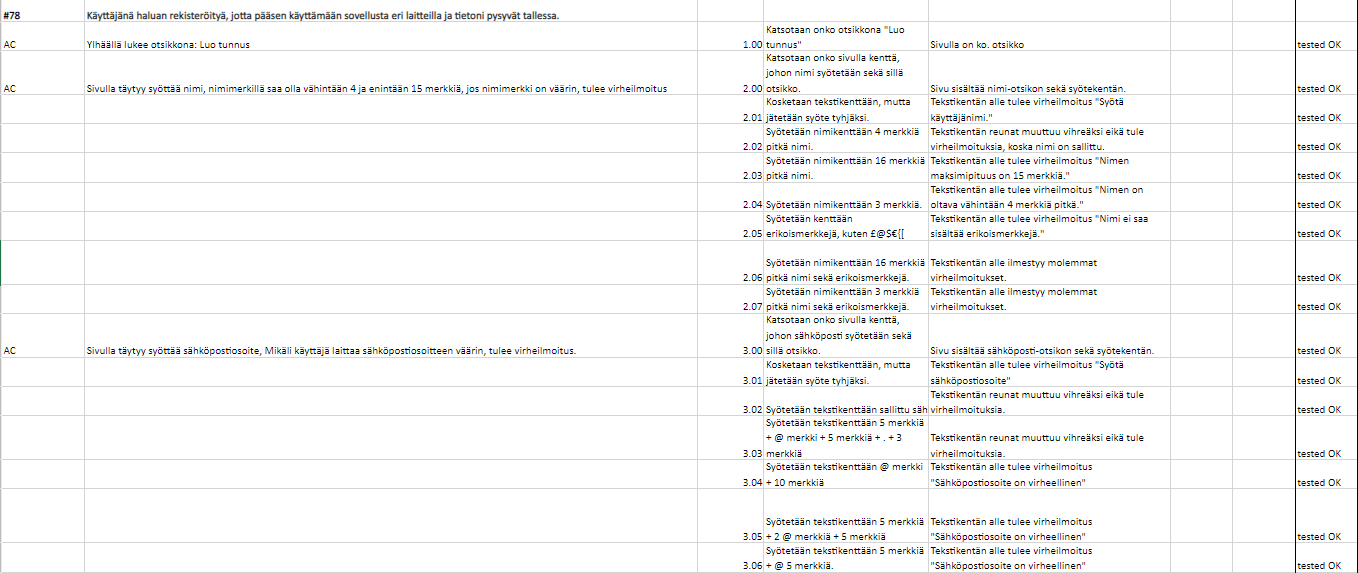 #78 Käyttäjänä haluan rekisteröityä, jotta pääsen käyttämään sovellusta eri laitteilla ja tietoni pysyvät tallessa.
AC Ylhäällä lukee otsikkona: Luo tunnus 1.00 Katsotaan onko otsikkona "Luo
tunnus" Sivulla on ko. otsikko tested OK
AC Sivulla täytyy syöttää nimi, nimimerkillä saa olla vähintään 4 ja enintään 15 merkkiä, jos nimimerkki on väärin, tulee virheilmoitus 2.00 Katsotaan onko sivulla kenttä,
johon nimi syötetään sekä sillä
otsikko. Sivu sisältää nimi-otsikon sekä syötekentän. tested OK
2.01 Kosketaan tekstikenttään, mutta
jätetään syöte tyhjäksi. Tekstikentän alle tulee virheilmoitus "Syötä
käyttäjänimi." tested OK
2.02 Syötetään nimikenttään 4 merkkiä
pitkä nimi. Tekstikentän reunat muuttuu vihreäksi eikä tule
virheilmoituksia, koska nimi on sallittu. tested OK
2.03 Syötetään nimikenttään 16 merkkiä
pitkä nimi. Tekstikentän alle tulee virheilmoitus "Nimen
maksimipituus on 15 merkkiä." tested OK
2.04 Syötetään nimikenttään 3 merkkiä. Tekstikentän alle tulee virheilmoitus "Nimen on
oltava vähintään 4 merkkiä pitkä." tested OK
2.05 Syötetään kenttään
erikoismerkkejä, kuten £@$€{[ Tekstikentän alle tulee virheilmoitus "Nimi ei saa
sisältää erikoismerkkejä." tested OK
2.06 Syötetään nimikenttään 16 merkkiä
pitkä nimi sekä erikoismerkkejä. Tekstikentän alle ilmestyy molemmat
virheilmoitukset. tested OK
2.07 Syötetään nimikenttään 3 merkkiä
pitkä nimi sekä erikoismerkkejä. Tekstikentän alle ilmestyy molemmat
virheilmoitukset. tested OK
AC Sivulla täytyy syöttää sähköpostiosoite, Mikäli käyttäjä laittaa sähköpostiosoitteen väärin, tulee virheilmoitus. 3.00 Katsotaan onko sivulla kenttä,
johon sähköposti syötetään sekä
sillä otsikko. Sivu sisältää sähköposti-otsikon sekä syötekentän. tested OK
3.01 Kosketaan tekstikenttään, mutta
jätetään syöte tyhjäksi. Tekstikentän alle tulee virheilmoitus "Syötä
sähköpostiosoite" tested OK
3.02 Syötetään tekstikenttään sallittu säh Tekstikentän reunat muuttuu vihreäksi eikä tule
virheilmoituksia. tested OK
3.03 Syötetään tekstikenttään 5 merkkiä
+ @ merkki + 5 merkkiä + . + 3
merkkiä Tekstikentän reunat muuttuu vihreäksi eikä tule
virheilmoituksia. tested OK
3.04 Syötetään tekstikenttään @ merkki
+ 10 merkkiä Tekstikentän alle tulee virheilmoitus
"Sähköpostiosoite on virheellinen" tested OK
3.05 Syötetään tekstikenttään 5 merkkiä
+ 2 @ merkkiä + 5 merkkiä Tekstikentän alle tulee virheilmoitus
"Sähköpostiosoite on virheellinen" tested OK
3.06 Syötetään tekstikenttään 5 merkkiä
+ @ 5 merkkiä. Tekstikentän alle tulee virheilmoitus
"Sähköpostiosoite on virheellinen" tested OK